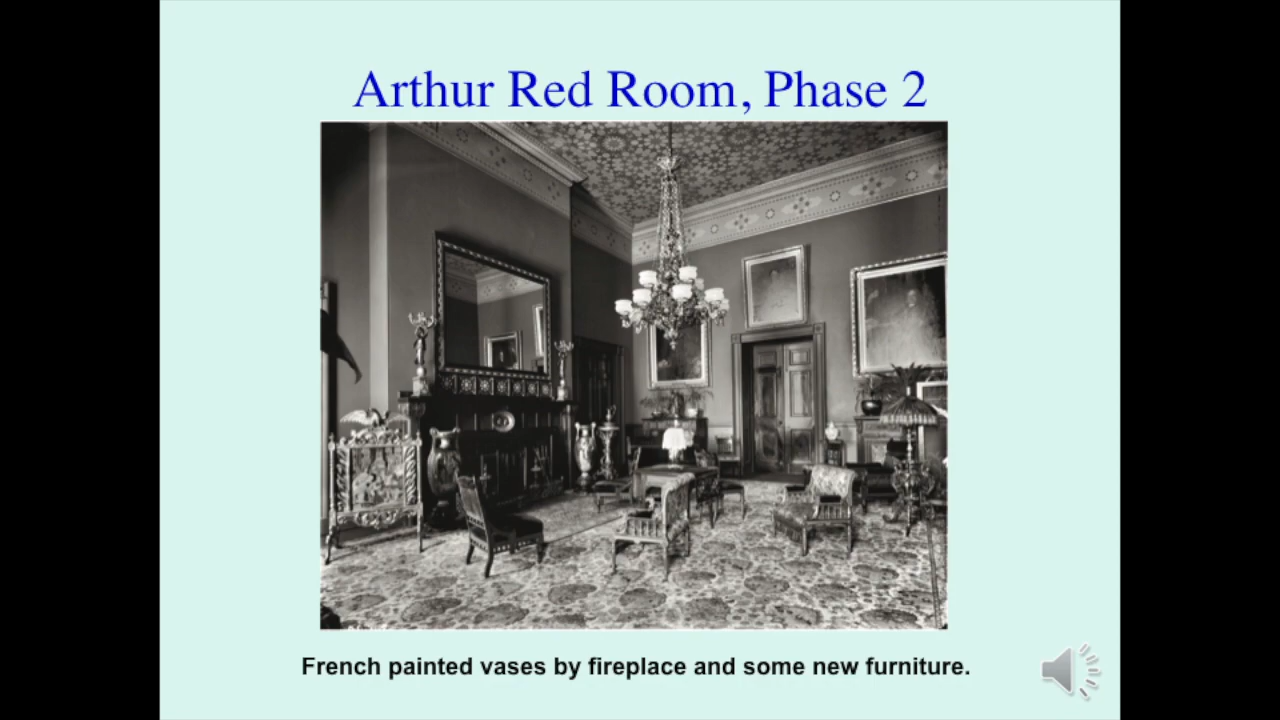 Arthur Red Room, Phase 2
French painted vases by fireplace and some new furniture.